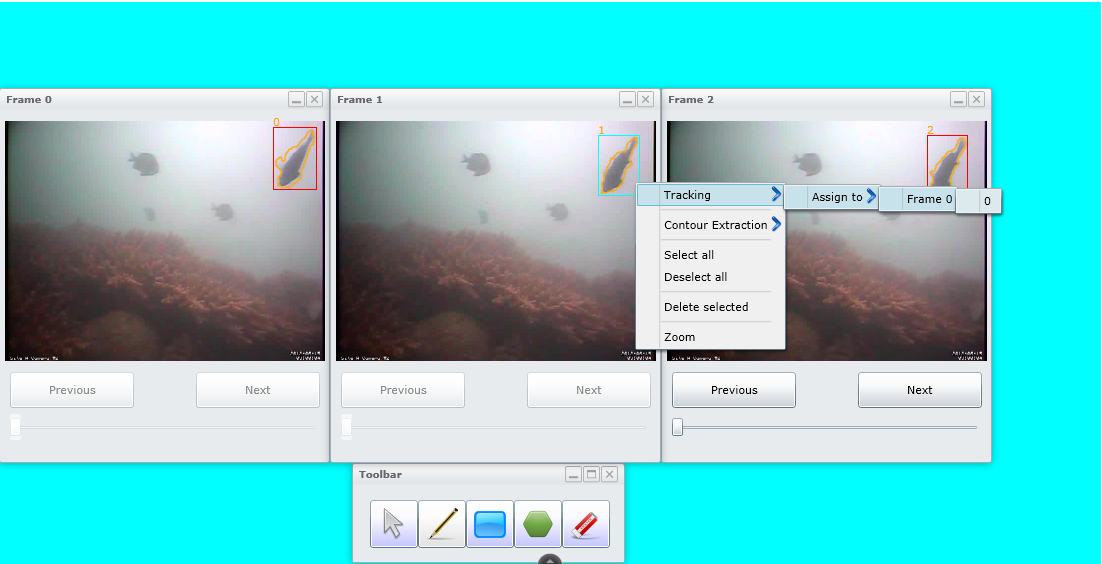 Frame 0
Frame 1
Frame 2
0
1
2
Tracking
Assign to
Frame 0
0
Contour Extraction
Select all
Deselect all
Delete selected
Zoom
Previous
Next
Previous
Next
Previous
Next
Toolbar